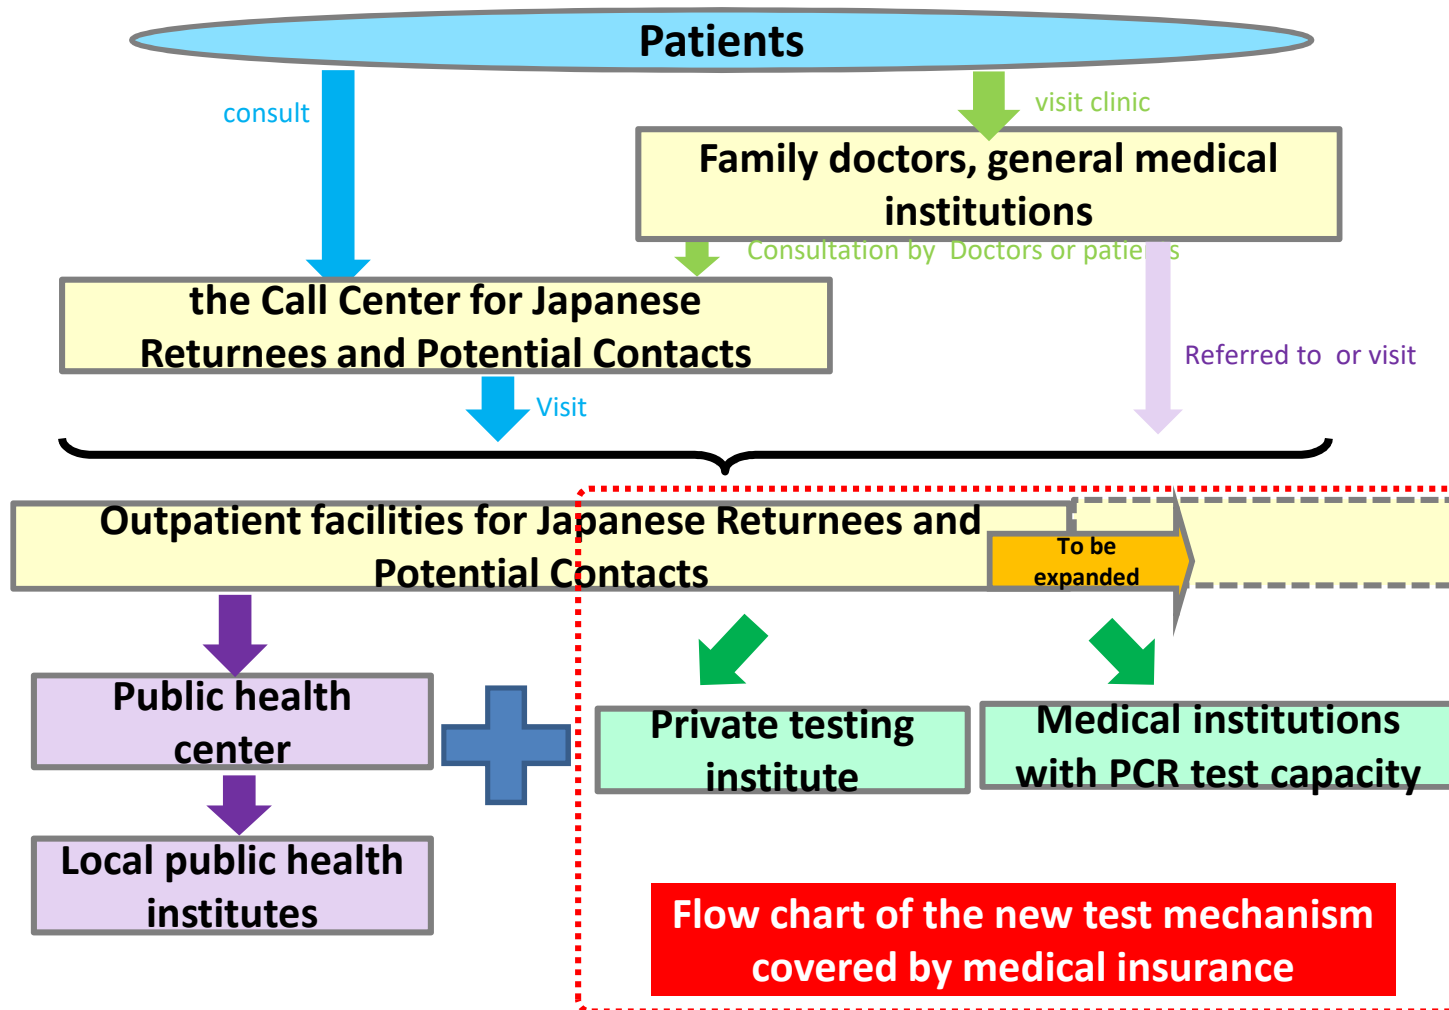 Patients
consult
visit clinic
Family doctors, general medical
institutions
Consultation by Doctors or patients
the Call Center for Japanese
Returnees and Potential Contacts
Referred to or visit
Visit
Outpatient facilities for Japanese Returnees and
Potential Contacts
To be
expanded
Public health
center
Private testing
institute
Medical institutions
with PCR test capacity
Local public health
institutes
Flow chart of the new test mechanism
covered by medical insurance